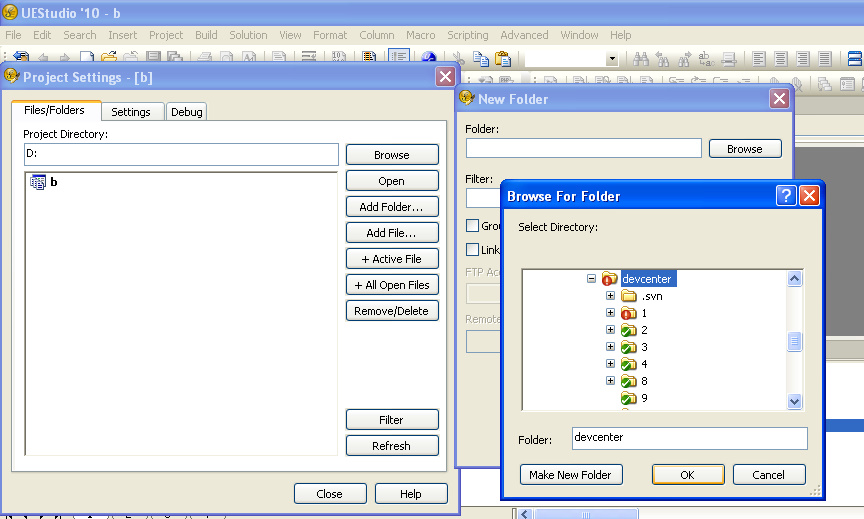 UEStudio '10 - b
File Edit Search Insert Project Build Solution View Format Column Macro Scripting Advanced Window Help
Project Settings - [b]
Files/Folders Settings Debug
Project Directory:
D:
Browse
b
Open
Add Folder...
Add File...
+ Active File
+ All Open Files
Remove/Delete
Filter
Refresh
Close Help
New Folder
Folder:
Browse
Filter:
Grou
Link
FTP Acc
Remote
Browse For Folder
Select Directory:
devcenter
.svn
1
2
3
4
8
9
Folder: devcenter
Make New Folder OK Cancel